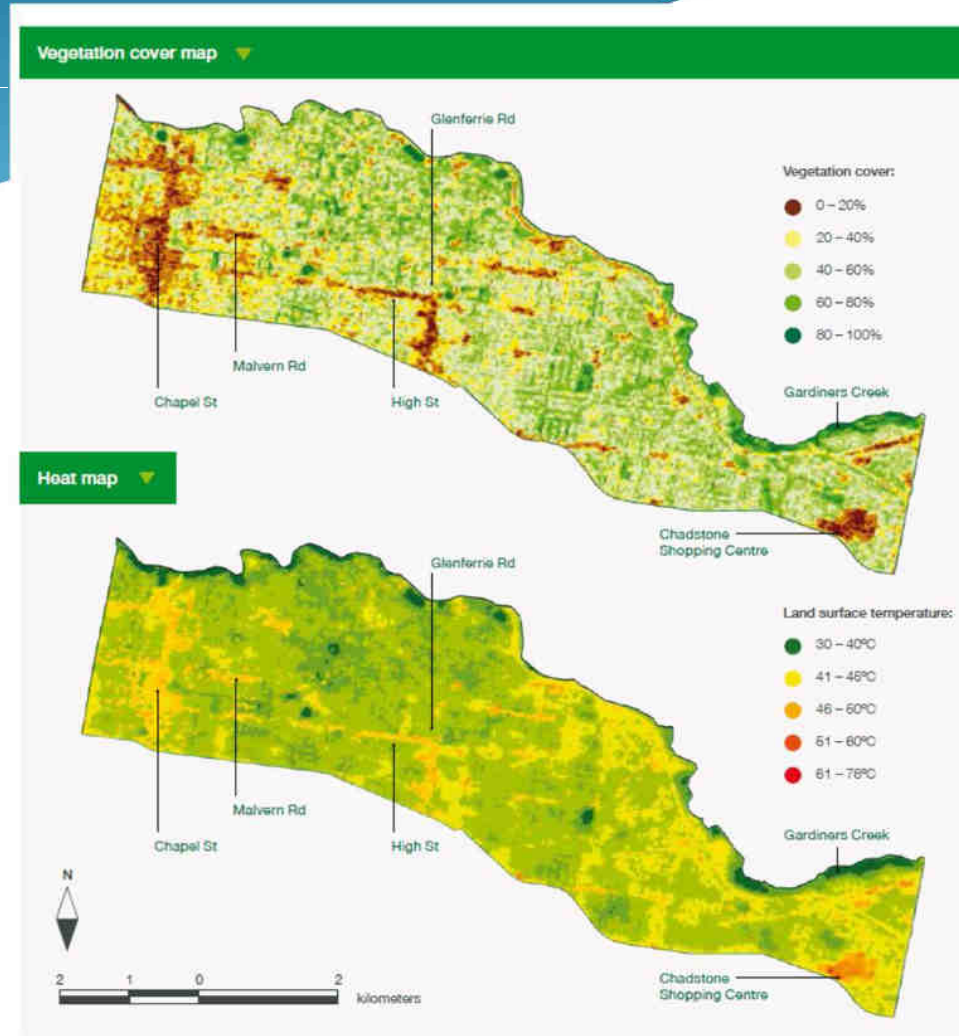 Vegetation cover map
Glenferrie Rd
Vegetation cover:
0 – 20%
20 – 40%
40 – 60%
60 – 80%
80 – 100%
Malvern Rd
Chapel St
High St
Gardiners Creek
Heat map
Chadstone
Shopping Centre
Glenferrie Rd
Land surface temperature:
30 – 40ºC
41 – 46ºC
46 – 50ºC
51 – 60ºC
61 – 76ºC
Malvern Rd
Chapel St
High St
Gardiners Creek
N
2 1 0 2
kilometers
Chadstone
Shopping Centre